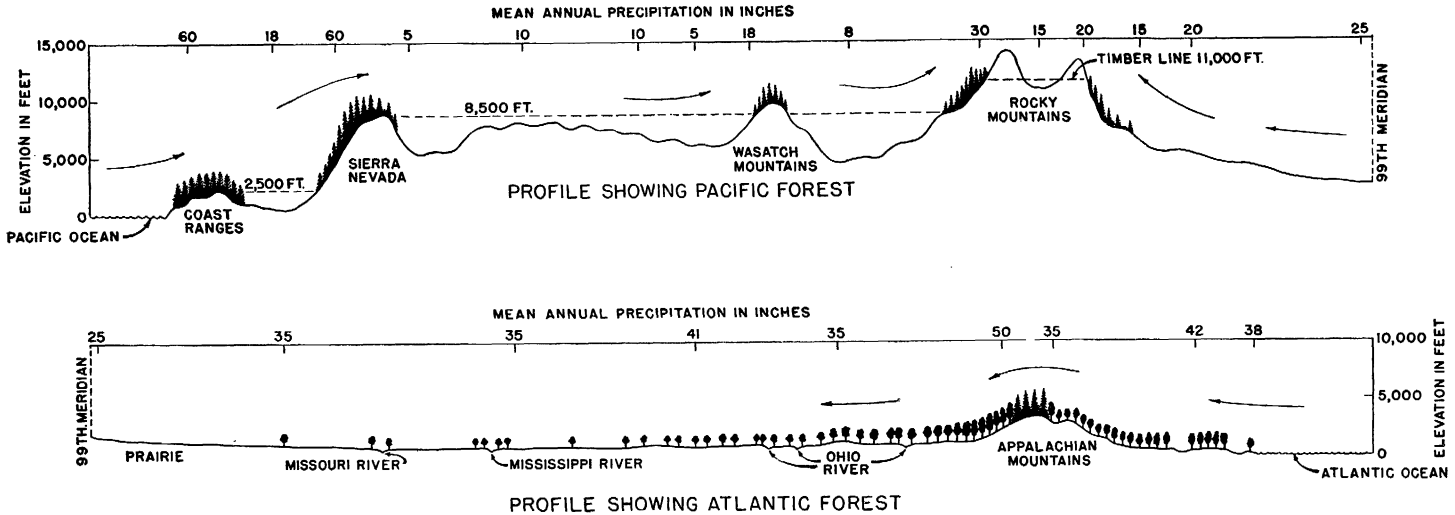 MEAN ANNUAL PRECIPITATION IN INCHES
60 18 60 5 10 10 5 18 8 30 15 20 15 20 25
15,000
10,000
5,000
0
ELEVATION IN FEET
TIMBER LINE 11,000 FT.
8,500 FT.
ROCKY
MOUNTAINS
99TH MERIDIAN
SIERRA
NEVADA
WASATCH
MOUNTAINS
2,500 FT.
PROFILE SHOWING PACIFIC FOREST
COAST
RANGES
PACIFIC OCEAN
MEAN ANNUAL PRECIPITATION IN INCHES
25 35 35 41 35 50 35 42 38
10,000
5,000
0
ELEVATION IN FEET
99TH. MERIDIAN
PRAIRIE
MISSOURI RIVER
MISSISSIPPI RIVER
OHIO
RIVER
APPALACHIAN
MOUNTAINS
ATLANTIC OCEAN
PROFILE SHOWING ATLANTIC FOREST